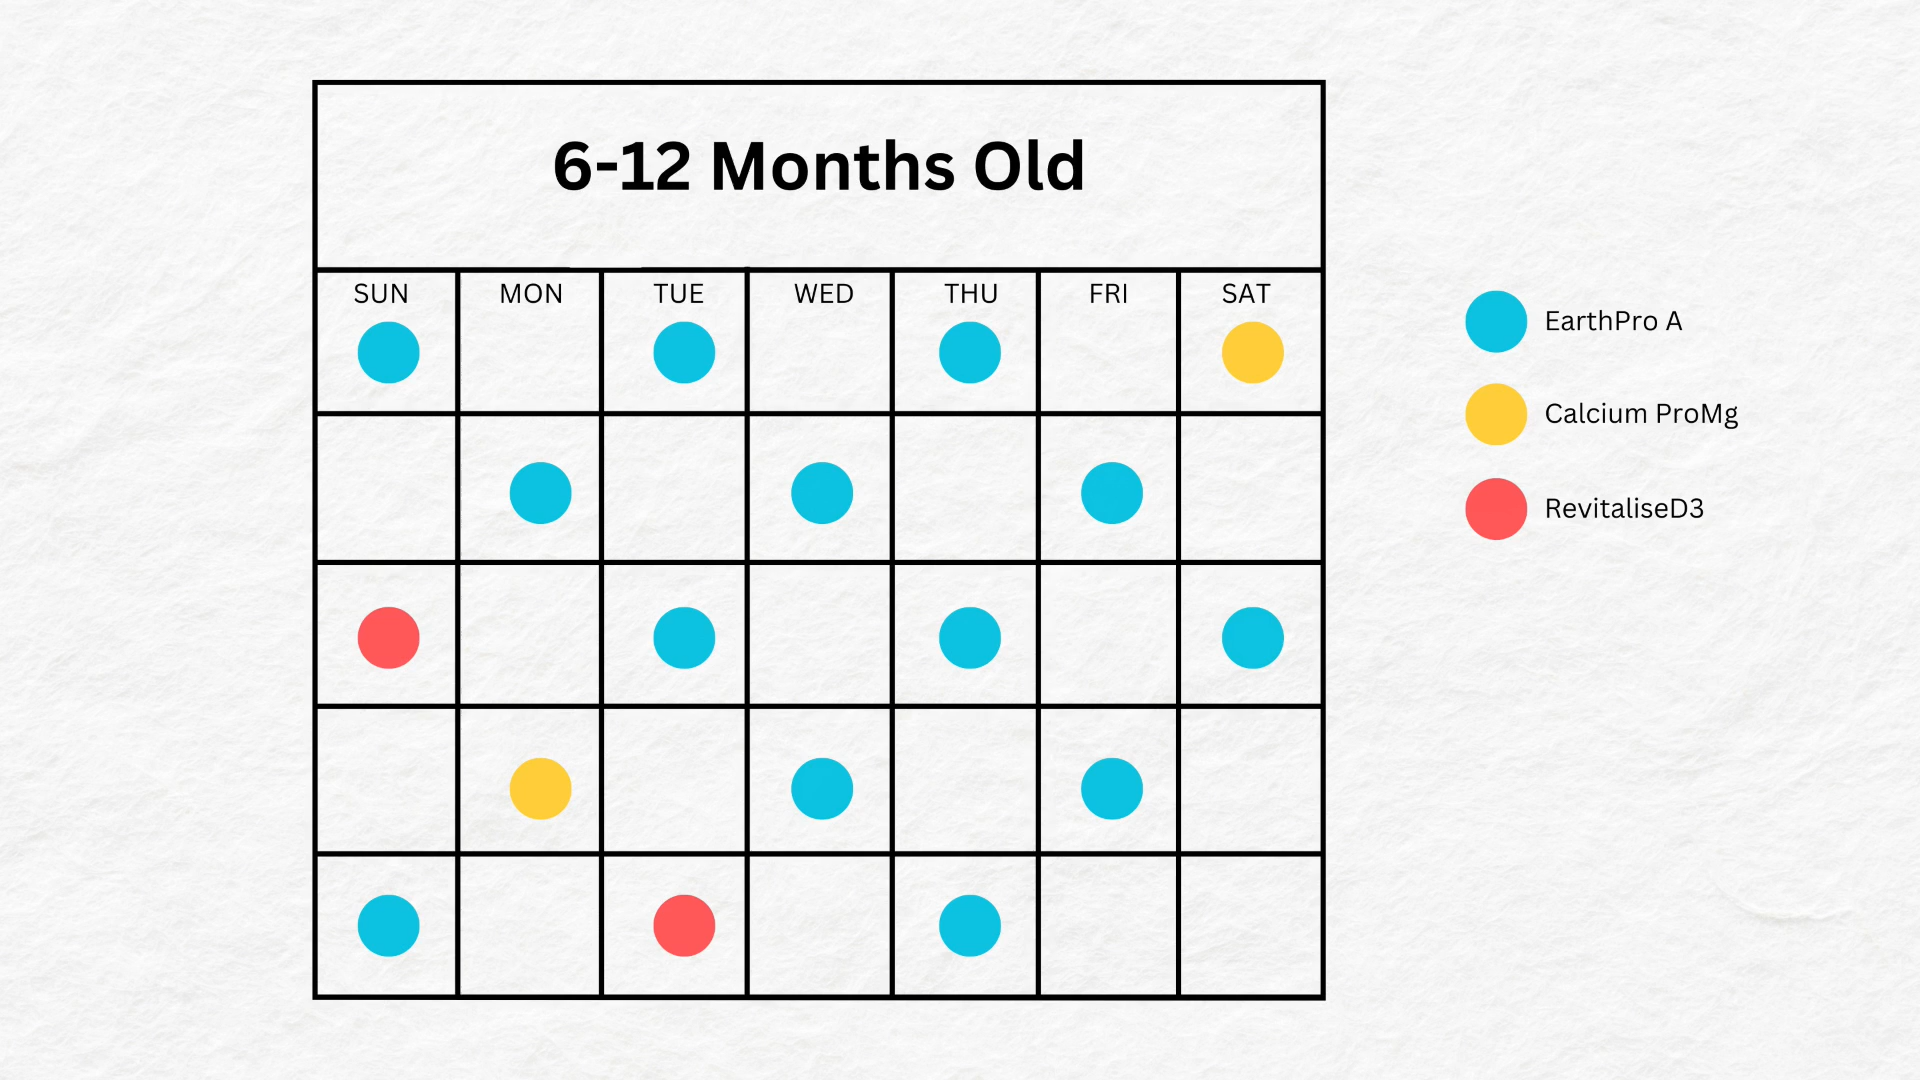 6-12 Months Old
SUN MON TUE WED THU FRI SAT
EarthPro A
Calcium ProMg
RevitaliseD3